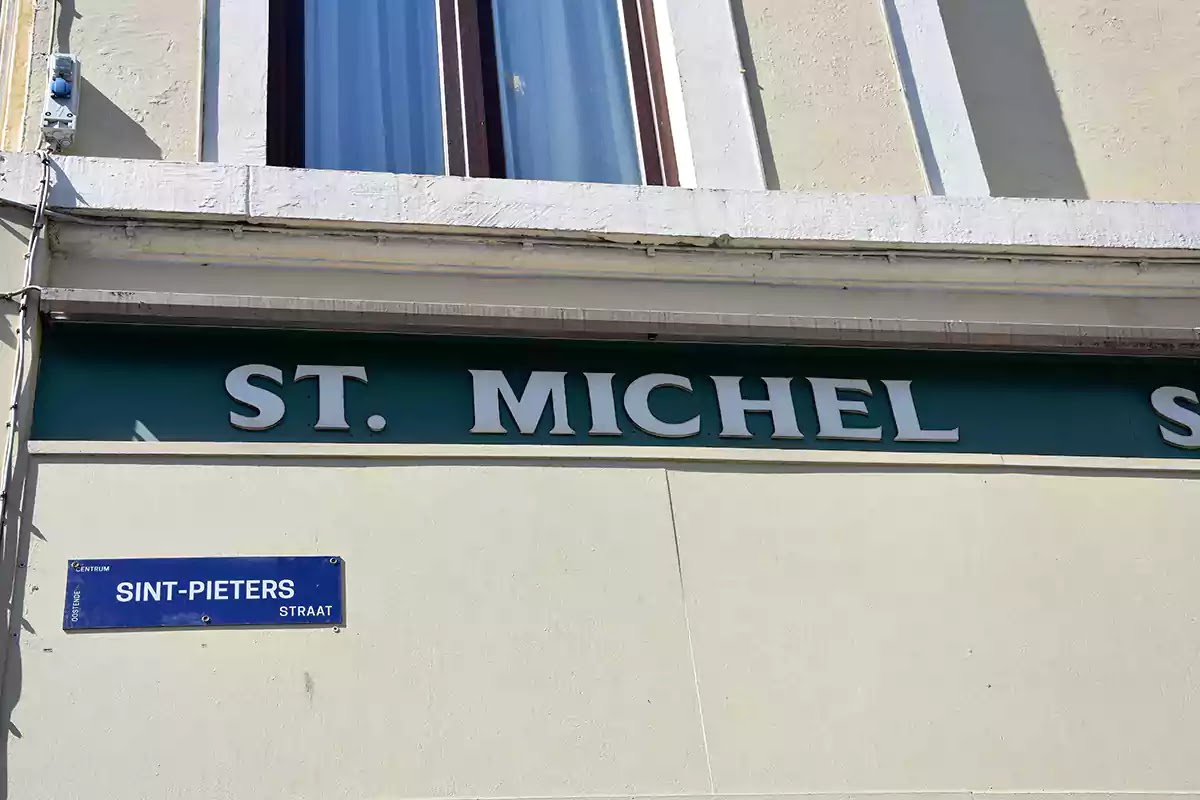 ST. MICHEL S
CENTRUM
OOSTENDE
SINT-PIETERS
STRAAT